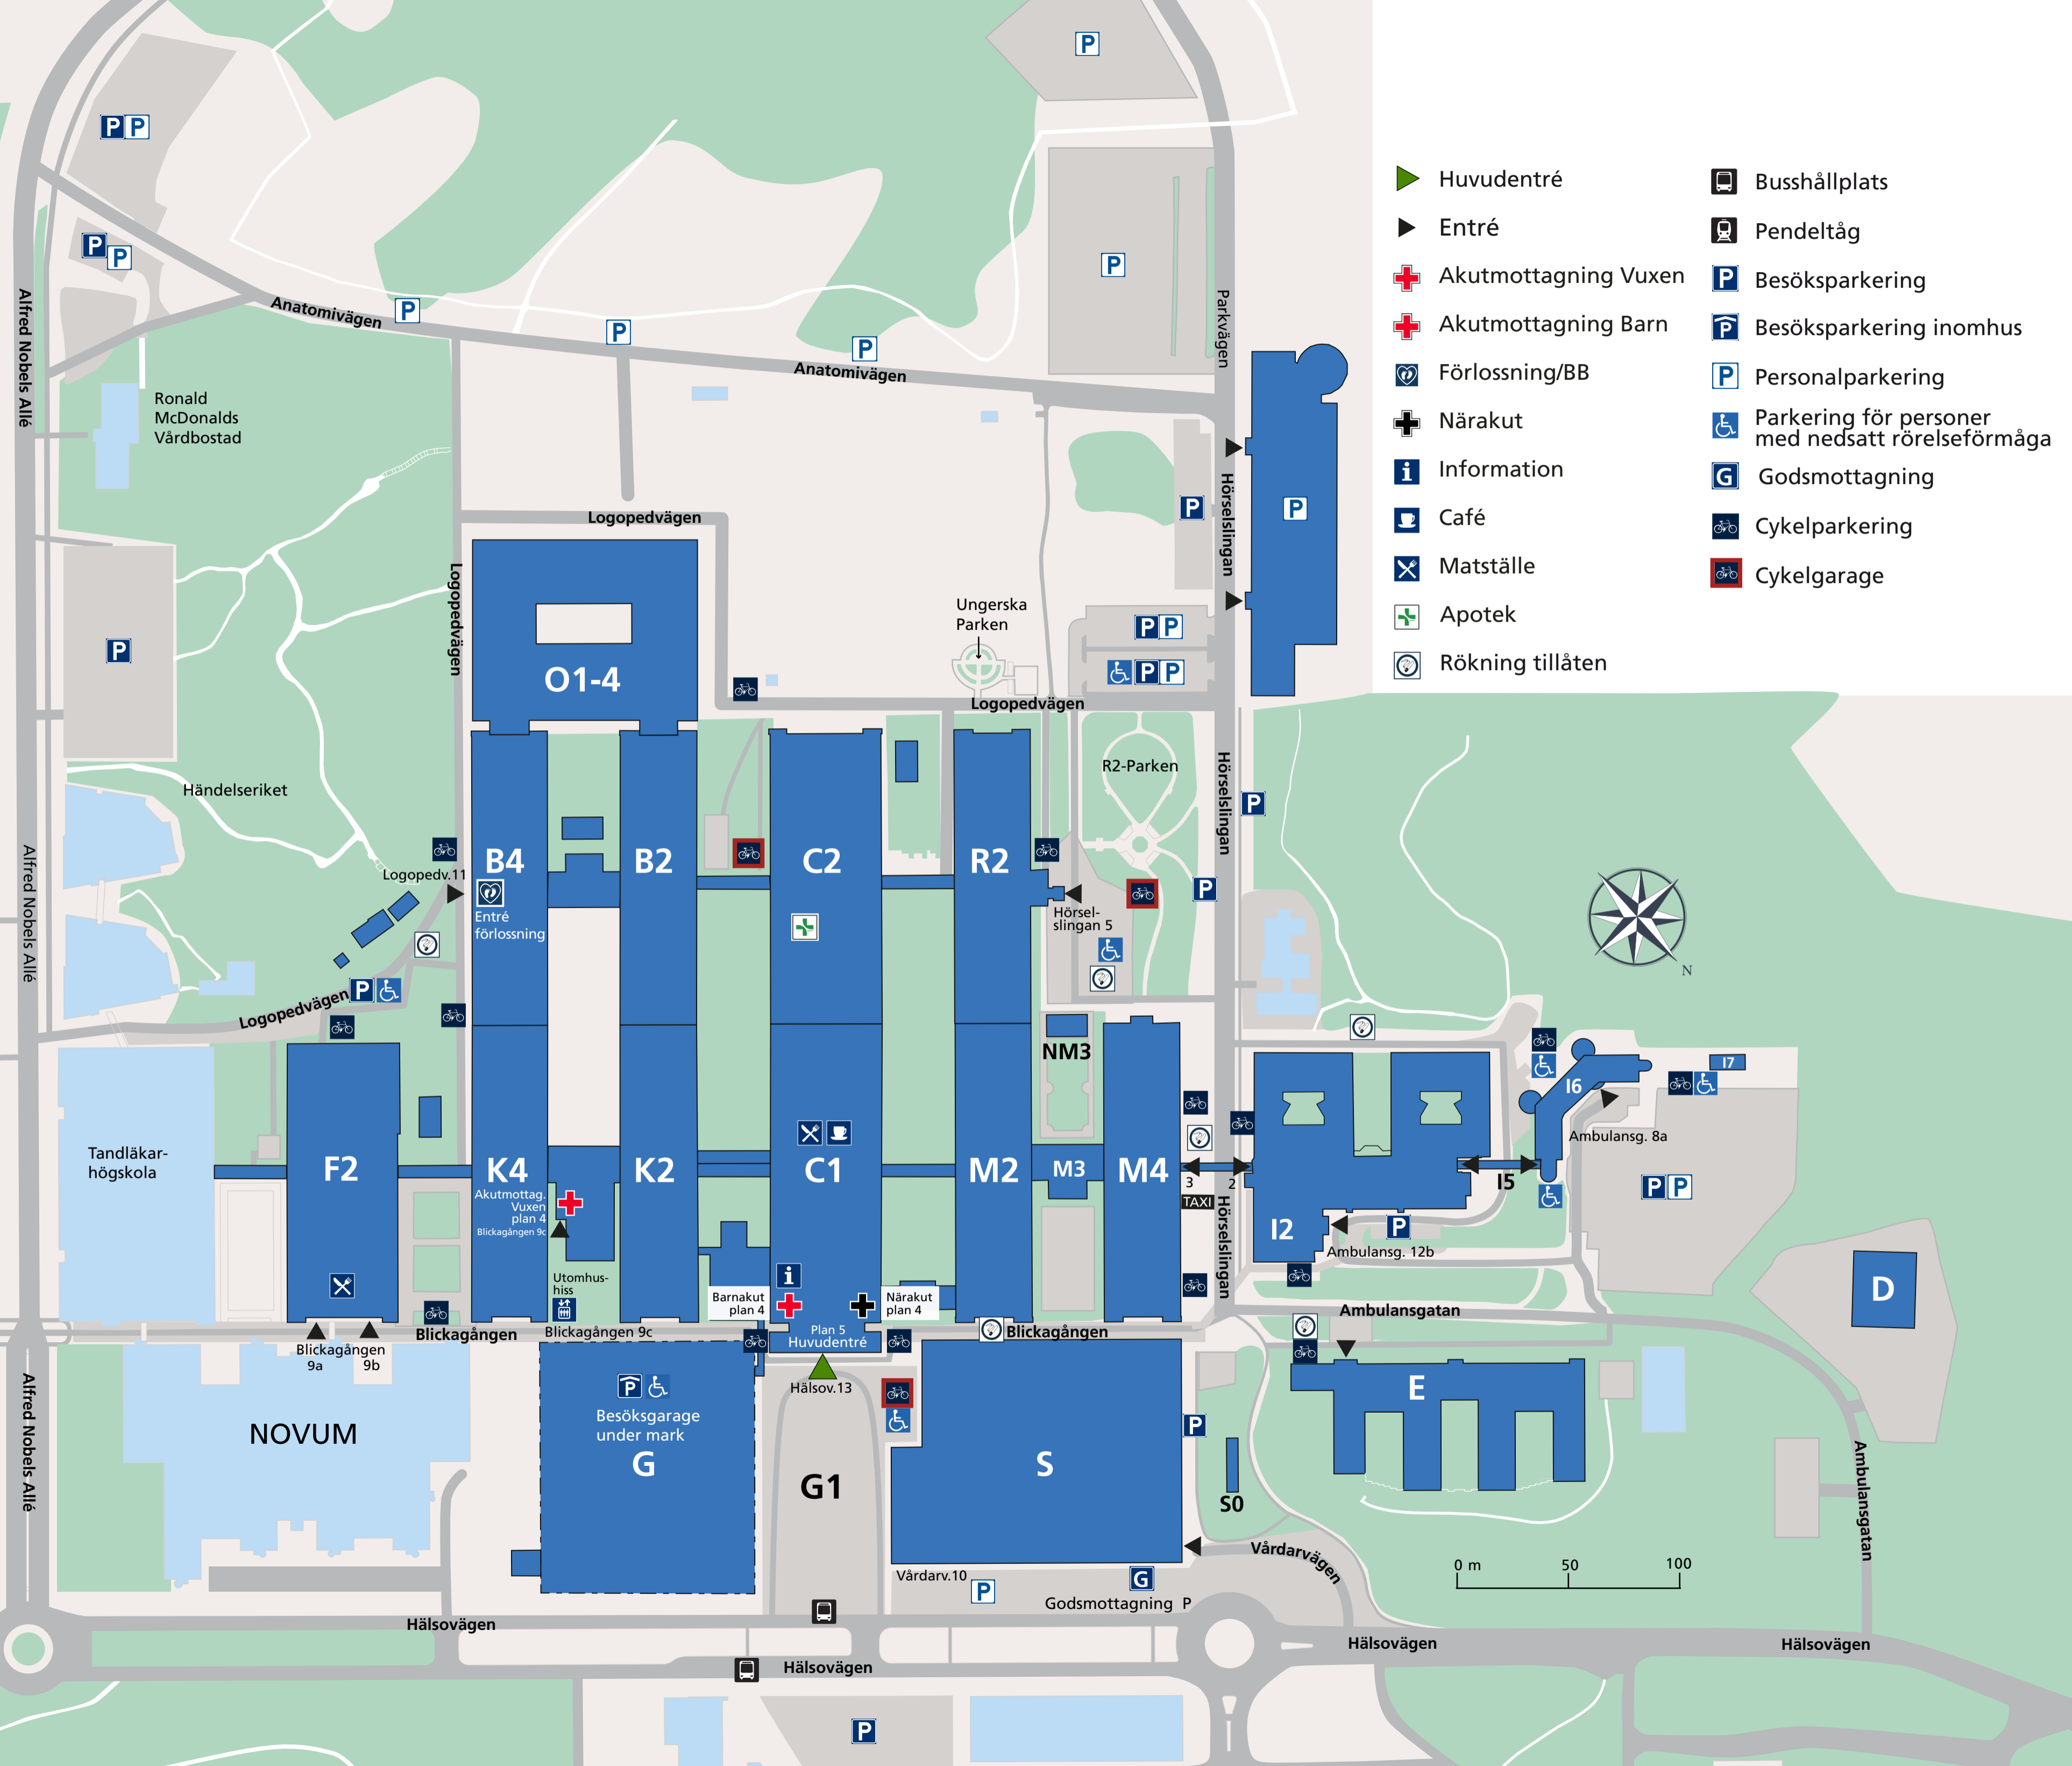 P
P P
P
P
P
P
P
P
P
Huvudentré
Entré
Akutmottagning Vuxen
Akutmottagning Barn
Förlossning/BB
Närakut
Information
Café
Matställe
Apotek
Rökning tillåten
Busshållplats
Pendeltåg
P Besöksparkering
P Besöksparkering inomhus
P Personalparkering
Parkering för personer
med nedsatt rörelseförmåga
G Godsmottagning
Cykelparkering
Cykelgarage
Alfred Nobels Allé
Anatomivägen
Anatomivägen
Parkvägen
Ronald
McDonalds
Vårdbostad
P
P
Hörselslingan
Logopedvägen
Logopedvägen
Ungerska
Parken
P
P P
P P
O1-4
Logopedvägen
R2-Parken
Hörselslingan
P
Händelseriket
Alfred Nobels Allé
Logopedv.11
B4
B2
C2
R2
P
Entré
förlossning
Hörsel-
slingan 5
N
P
Logopedvägen
NM3
I6
I7
Ambulansg. 8a
Tandläkar-
högskola
F2
K4
K2
C1
M2
M3
M4
3
2
I5
P P
TAXI
Akutmottag.
Vuxen
plan 4
Blickagången 9c
Hörselslingan
I2
P
Ambulansg. 12b
Utomhus-
hiss
Barnakut
plan 4
i
Närakut
plan 4
D
Ambulansgatan
Blickagången
Blickagången 9c
Plan 5
Huvudentré
Blickagången
Blickagången
9a
9b
Hälsov.13
E
Alfred Nobels Allé
NOVUM
P
Besöksgarage
under mark
G
G1
S
P
S0
Ambulansgatan
Vårdarvägen
0 m 50 100
Vårdarv.10
P
G
Godsmottagning P
Hälsovägen
Hälsovägen
Hälsovägen
Hälsovägen
P